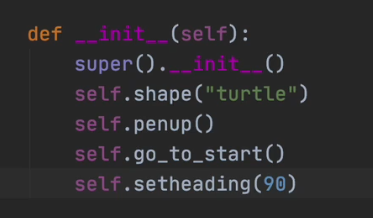 def __init__(self):
    super().__init__()
    self.shape("turtle")
    self.penup()
    self.go_to_start()
    self.setheading(90)